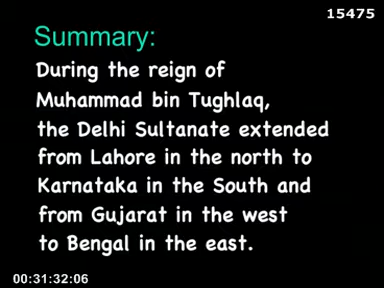 15475
Summary:
During the reign of
Muhammad bin Tughlaq,
the Delhi Sultanate extended
from Lahore in the north to
Karnataka in the South and
from Gujarat in the west
to Bengal in the east.
00:31:32:06